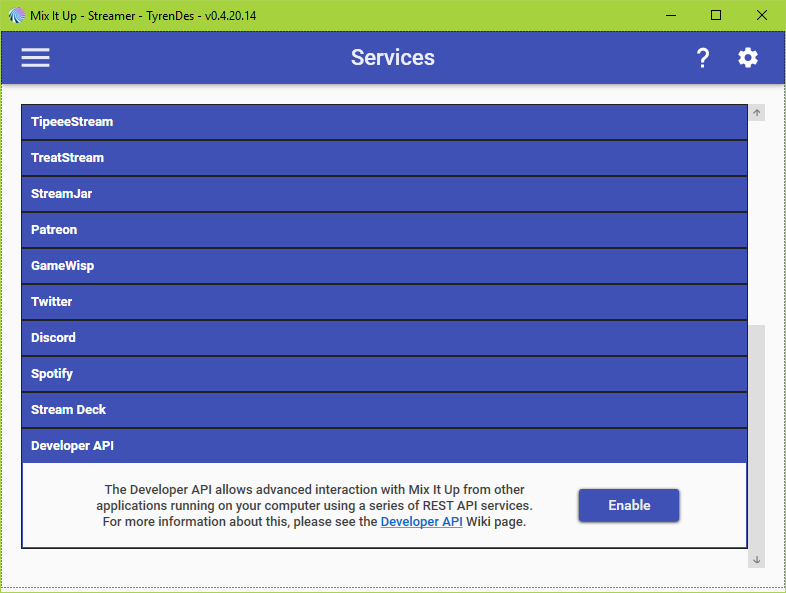 Mix It Up - Streamer - TyrenDes - v0.4.20.14
Services
?
TipeeeStream
TreatStream
StreamJar
Patreon
GameWisp
Twitter
Discord
Spotify
Stream Deck
Developer API
The Developer API allows advanced interaction with Mix It Up from other
applications running on your computer using a series of REST API services.
For more information about this, please see the Developer API Wiki page.
Enable